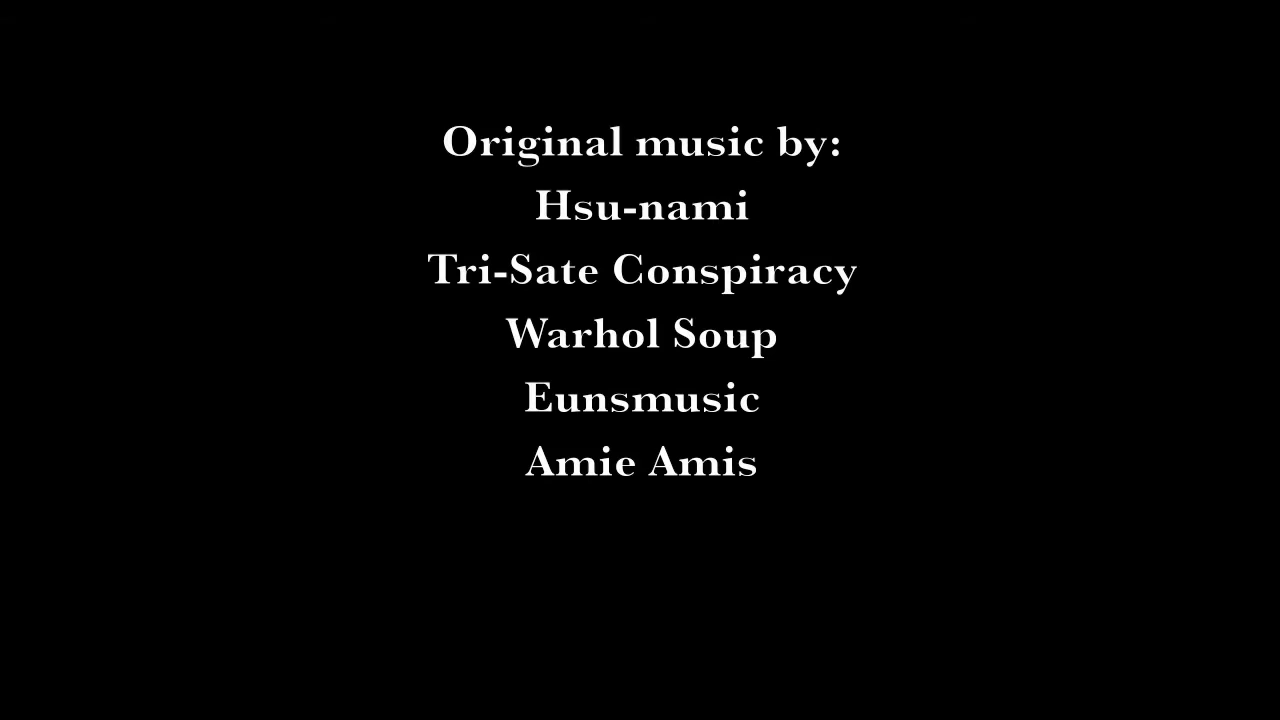 Original music by:
Hsu-nami
Tri-Sate Conspiracy
Warhol Soup
Eunsmusic
Amie Amis